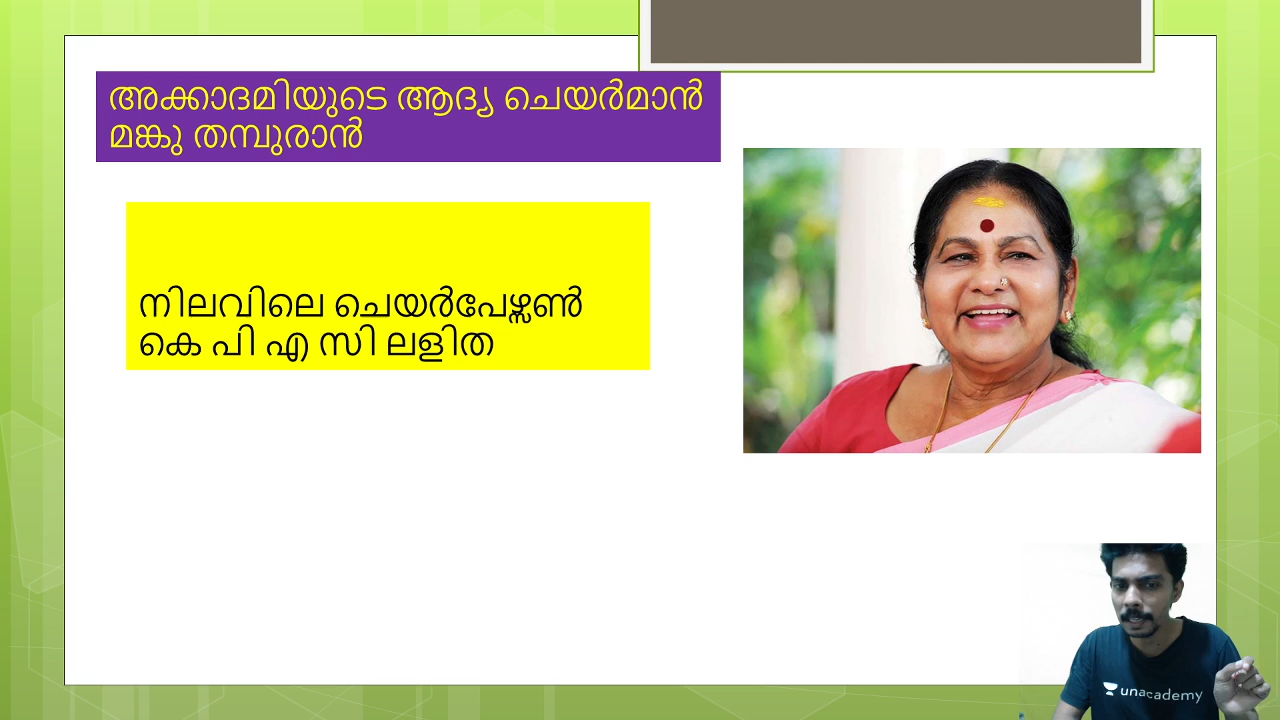 അക്കാദമിയുടെ ആദ്യ ചെയർമാൻ
മങ്കു തമ്പുരാൻ
നിലവിലെ ചെയർപേഴ്സൺ
കെ പി എ സി ലളിത
unacademy